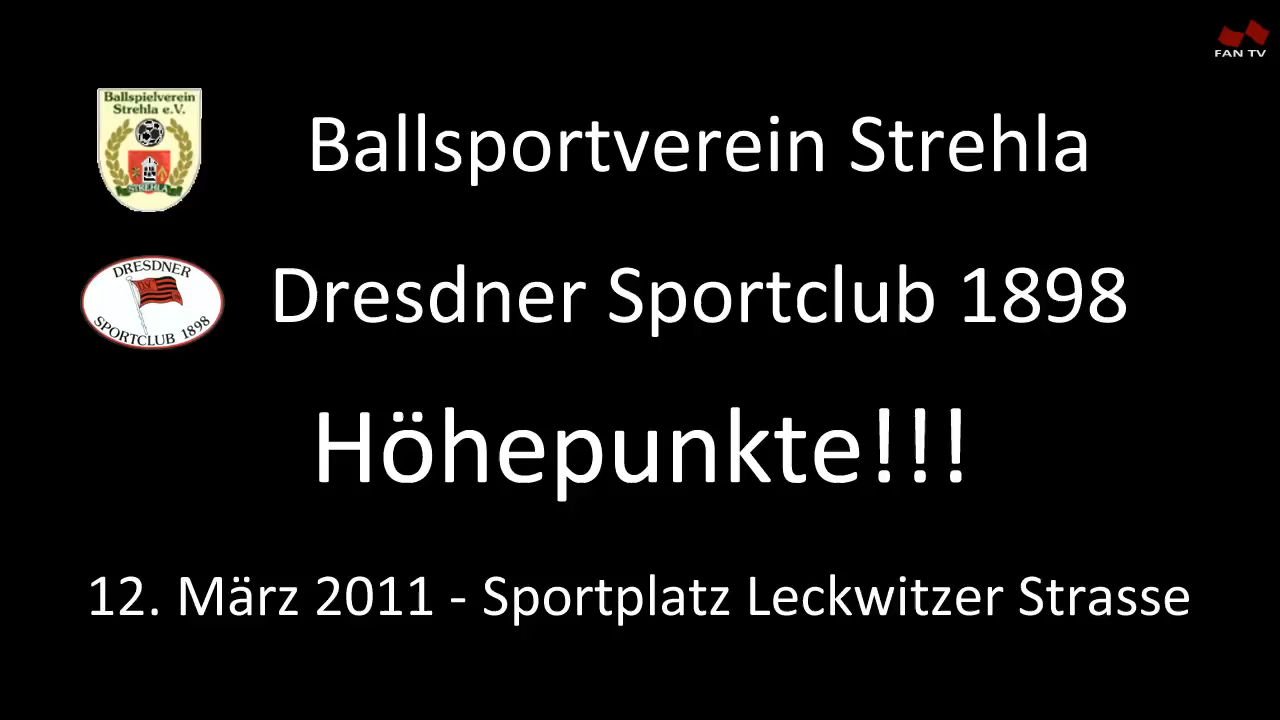 FAN TV
Ballspielverein
Strehla e.V.
STREHLA
Ballsportverein Strehla
DRESDNER
SPORTCLUB 1898
Dresdner Sportclub 1898
Höhepunkte!!!
12. März 2011 - Sportplatz Leckwitzer Strasse